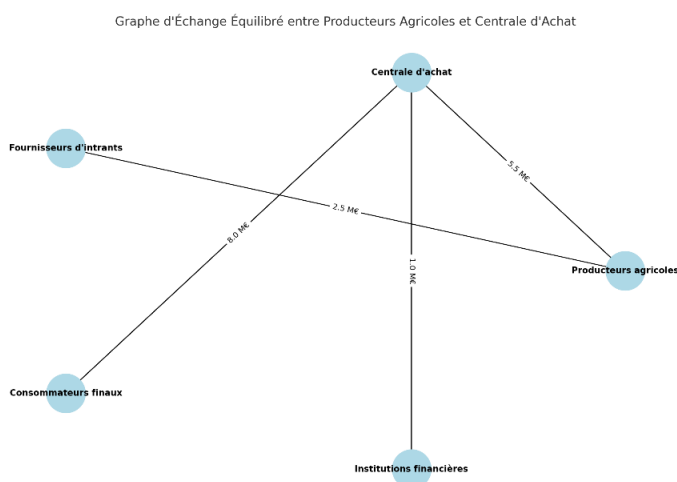 Graphe d'Échange Équilibré entre Producteurs Agricoles et Centrale d'Achat
Centrale d'achat
Fournisseurs d'intrants
5.5 M€
2.5 M€
8.0 M€
1.0 M€
Producteurs agricoles
Consommateurs finaux
Institutions financières